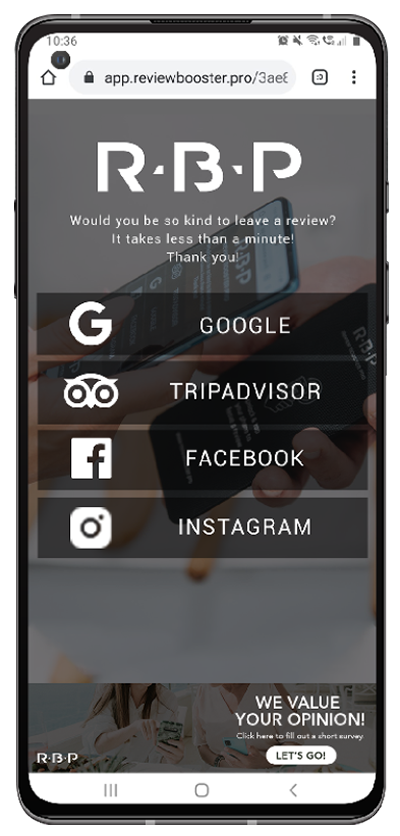 10:36
app.reviewbooster.pro/3ae8
R·B·P
Would you be so kind to leave a review?
It takes less than a minute!
Thank you!
GOOGLE
TRIPADVISOR
FACEBOOK
INSTAGRAM
WE VALUE
YOUR OPINION!
Click here to fill out a short survey
LET'S GO!
R·B·P